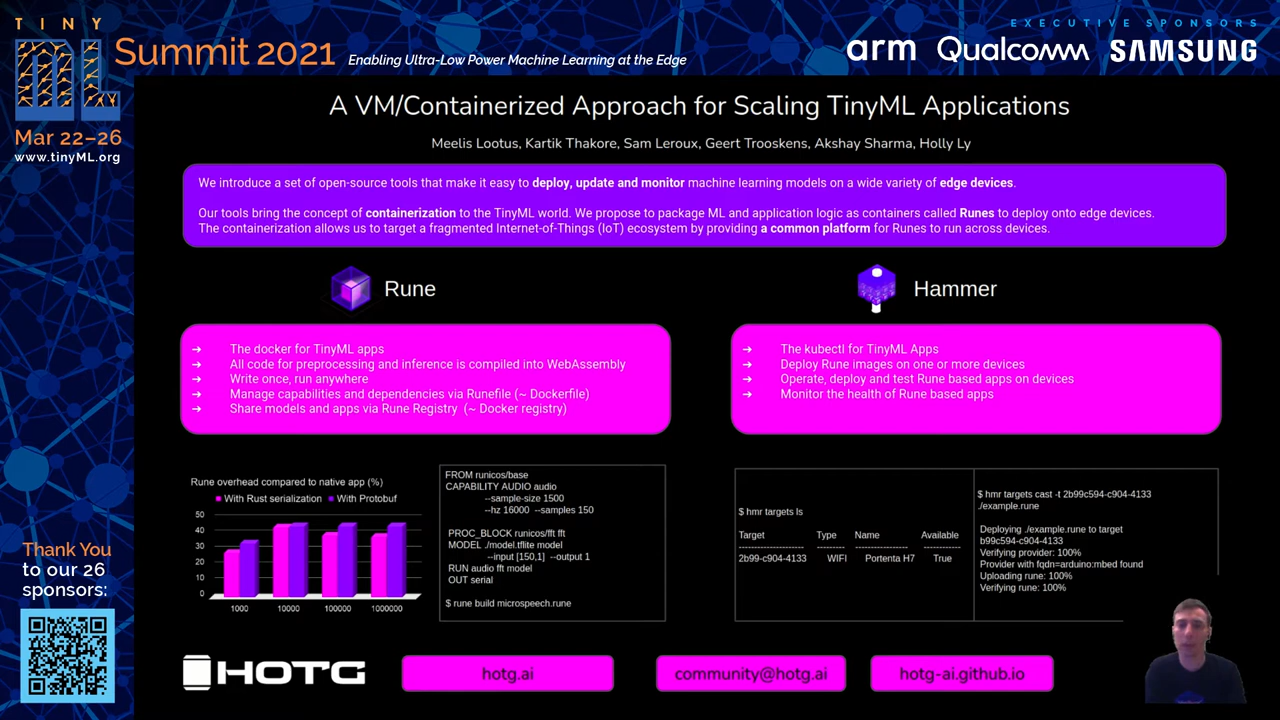 TINY
ML
Summit 2021
Enabling Ultra-Low Power Machine Learning at the Edge
EXECUTIVE SPONSORS
arm Qualcomm SAMSUNG
Mar 22–26
www.tinyML.org
A VM/Containerized Approach for Scaling TinyML Applications
Meelis Lootus, Kartik Thakore, Sam Leroux, Geert Trooskens, Akshay Sharma, Holly Ly
We introduce a set of open-source tools that make it easy to deploy, update and monitor machine learning models on a wide variety of edge devices.
Our tools bring the concept of containerization to the TinyML world. We propose to package ML and application logic as containers called Runes to deploy onto edge devices.
The containerization allows us to target a fragmented Internet-of-Things (IoT) ecosystem by providing a common platform for Runes to run across devices.
Rune
➔ The docker for TinyML apps
➔ All code for preprocessing and inference is compiled into WebAssembly
➔ Write once, run anywhere
➔ Manage capabilities and dependencies via Runefile (~ Dockerfile)
➔ Share models and apps via Rune Registry (~ Docker registry)
Hammer
➔ The kubectl for TinyML Apps
➔ Deploy Rune images on one or more devices
➔ Operate, deploy and test Rune based apps on devices
➔ Monitor the health of Rune based apps
Rune overhead compared to native app (%)
With Rust serialization With Protobuf
50
40
30
20
10
0
1000 10000 100000 1000000
FROM runicos/base
CAPABILITY AUDIO audio
--sample-size 1500
--hz 16000 --samples 150
PROC_BLOCK runicos/fft fft
MODEL ./model.tflite model
--input [150,1] --output 1
RUN audio fft model
OUT serial
$ rune build microspeech.rune
$ hmr targets ls
Target Type Name Available
---------------------- --------- ------------------ ------------
2b99-c904-4133 WIFI Portenta H7 True
$ hmr targets cast -t 2b99c594-c904-4133
./example.rune
Deploying ./example.rune to target
b99c594-c904-4133
Verifying provider: 100%
Provider with fqdn=arduino:mbed found
Uploading rune: 100%
Verifying rune: 100%
Thank You
to our 26
sponsors:
HOTG
hotg.ai
community@hotg.ai
hotg-ai.github.io